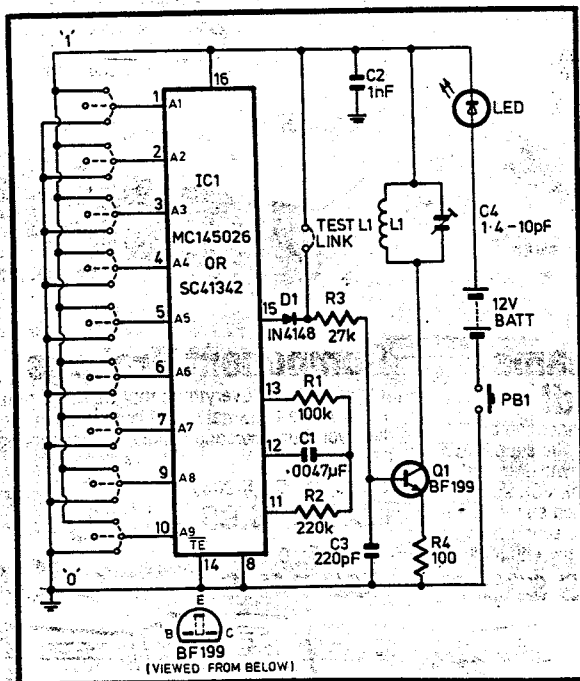 '1'
16
C2
1nF
LED
1 A1
2 A2
3 A3
4 A4
5 A5
6 A6
7 A7
9 A8
10 A9
IC1
MC145026
OR
SC41342
TEST
LINK
L1 L1
C4
1·4-10pF
15
D1
IN4148
R3
27k
12V
BATT
PB1
13
R1
100k
12
C1
·0047µF
11
R2
220k
Q1
BF199
C3
220pF
R4
100
TE
14
8
'0'
E
B
C
BF199
(VIEWED FROM BELOW)